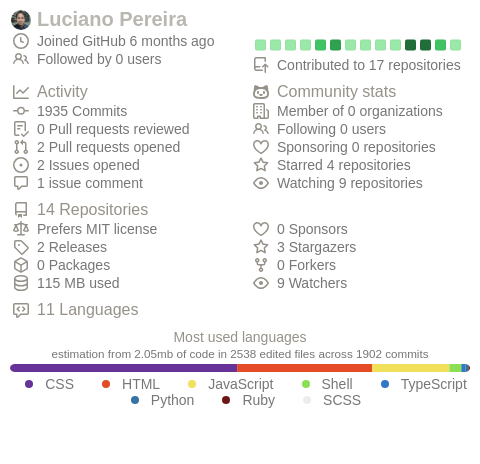 Luciano Pereira
Joined GitHub 6 months ago
Followed by 0 users
Contributed to 17 repositories
Activity
1935 Commits
0 Pull requests reviewed
2 Pull requests opened
2 Issues opened
1 issue comment
Community stats
Member of 0 organizations
Following 0 users
Sponsoring 0 repositories
Starred 4 repositories
Watching 9 repositories
14 Repositories
Prefers MIT license
2 Releases
0 Packages
115 MB used
0 Sponsors
3 Stargazers
0 Forkers
9 Watchers
11 Languages
Most used languages
estimation from 2.05mb of code in 2538 edited files across 1902 commits
CSS HTML JavaScript Shell TypeScript
Python Ruby SCSS